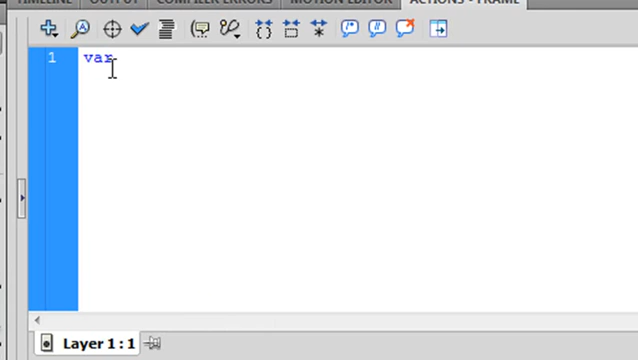 TIMELINE OUTPUT COMPILER ERRORS MOTION EDITOR ACTIONS - FRAME
1 var
Layer 1 : 1